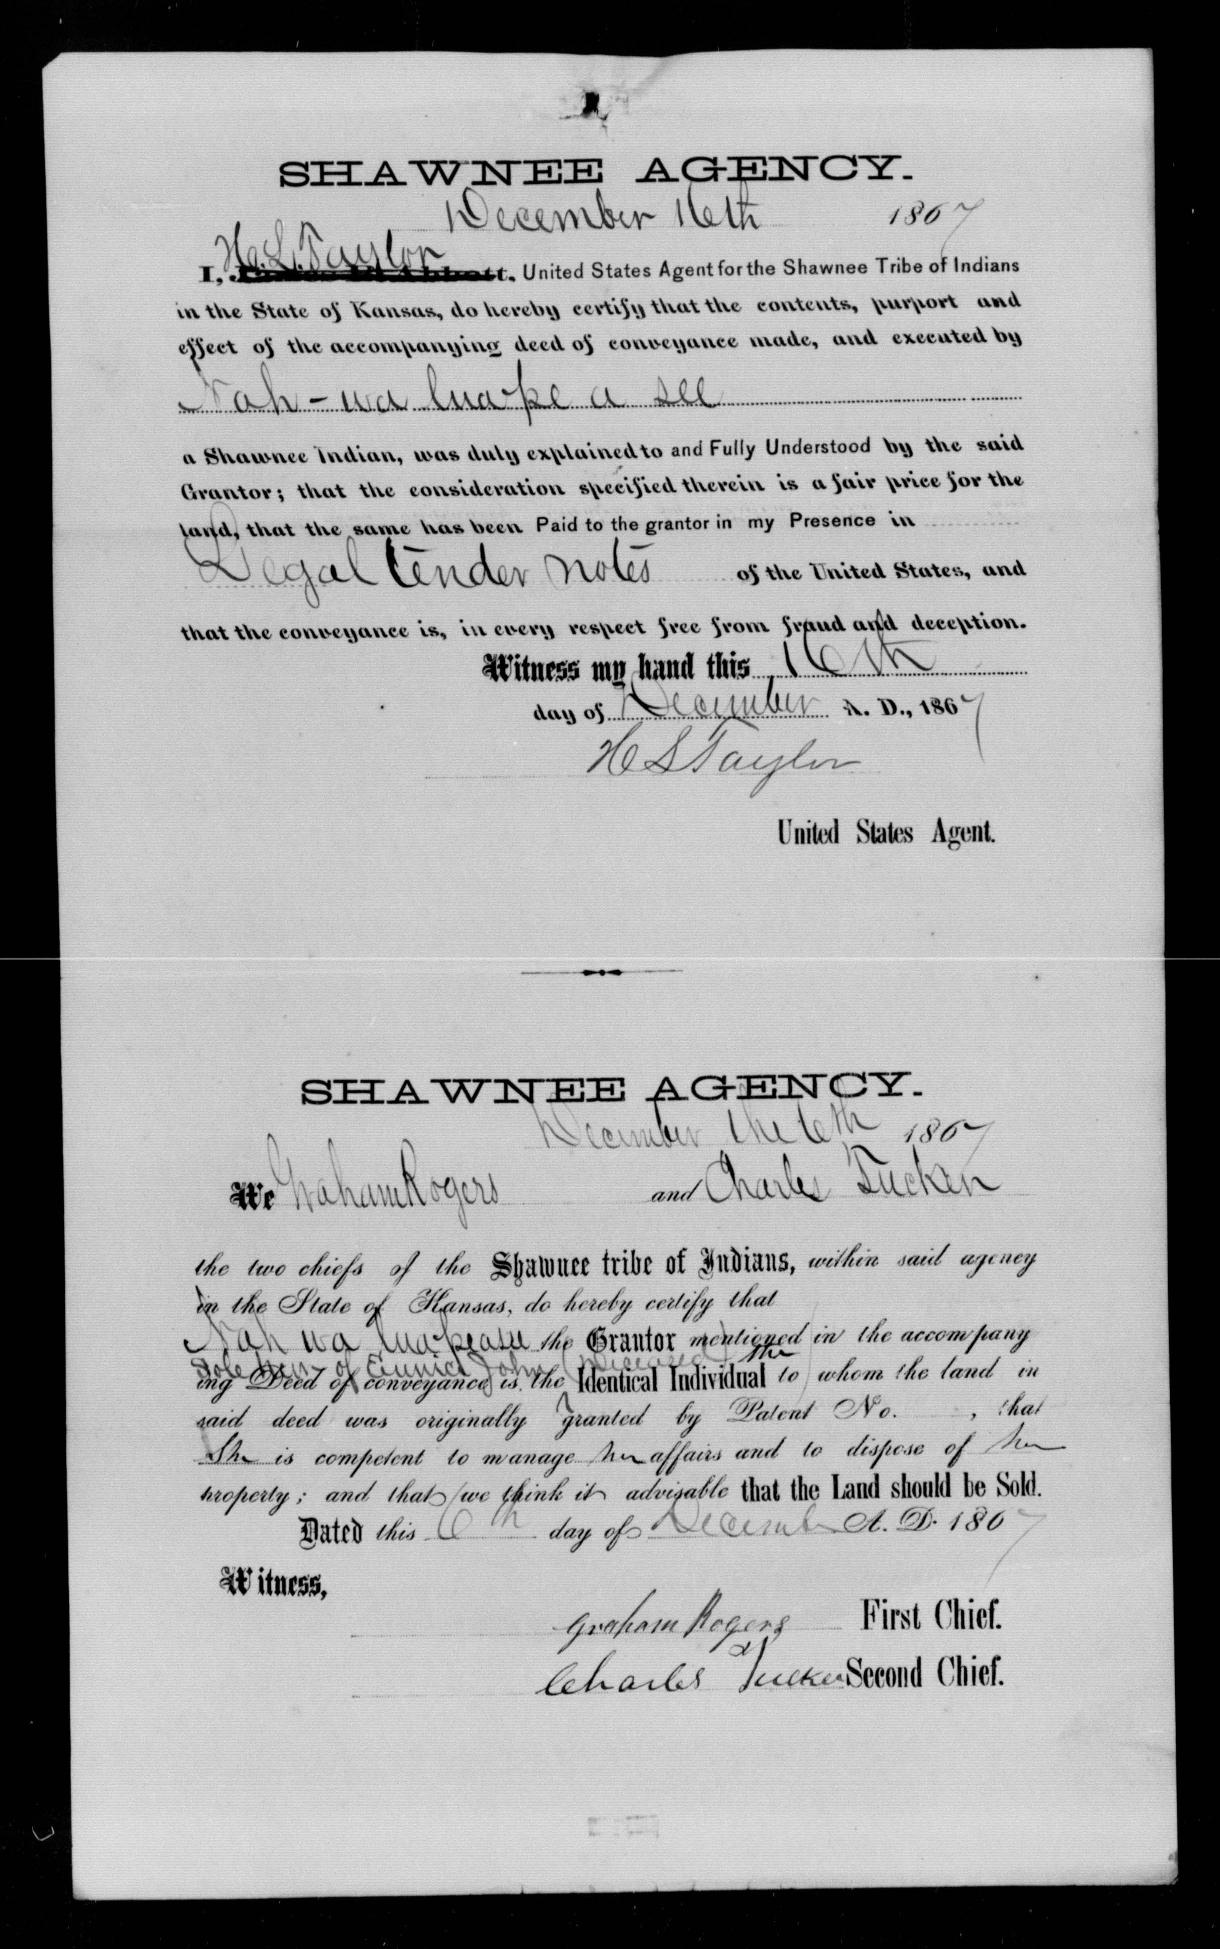 SHAWNEE AGENCY.
December 16th 1867
H. L. Taylor
I, James B. Abbott, United States Agent for the Shawnee Tribe of Indians
in the State of Kansas, do hereby certify that the contents, purport and
effect of the accompanying deed of conveyance made, and executed by
Nah-wa luapea see
a Shawnee Indian, was duly explained to and Fully Understood by the said
Grantor; that the consideration specified therein is a fair price for the
land, that the same has been Paid to the grantor in my Presence in
Legal tender notes of the United States, and
that the conveyance is, in every respect free from fraud and deception.
Witness my hand this 16th
day of December A. D., 1867
H L Taylor
United States Agent.
SHAWNEE AGENCY.
December the 6th 1867
We Graham Rogers and Charles Tucker
the two chiefs of the Shawnee tribe of Indians, within said agency
in the State of Kansas, do hereby certify that
Nah wa luapease the Grantor mentioned in the accompany
Sole heir of Eunice John (Deceased) the
ing Deed of conveyance is the Identical Individual to whom the land in
said deed was originally granted by Patent No. , that
She is competent to manage her affairs and to dispose of her
property; and that we think it advisable that the Land should be Sold.
Dated this 6th day of December A. D. 1867
Witness,
Graham Rogers First Chief.
Charles Tucker Second Chief.